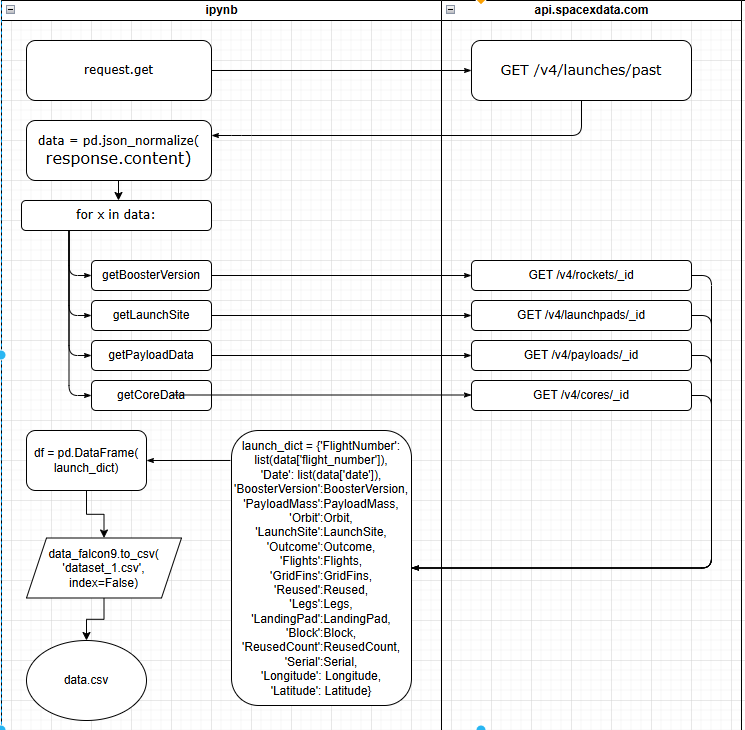 ipynb
api.spacexdata.com
request.get
GET /v4/launches/past
data = pd.json_normalize(
response.content)
for x in data:
getBoosterVersion
GET /v4/rockets/_id
getLaunchSite
GET /v4/launchpads/_id
getPayloadData
GET /v4/payloads/_id
getCoreData
GET /v4/cores/_id
df = pd.DataFrame(
launch_dict)
launch_dict = {'FlightNumber':
list(data['flight_number']),
'Date': list(data['date']),
'BoosterVersion':BoosterVersion,
'PayloadMass':PayloadMass,
'Orbit':Orbit,
'LaunchSite':LaunchSite,
'Outcome':Outcome,
'Flights':Flights,
'GridFins':GridFins,
'Reused':Reused,
'Legs':Legs,
'LandingPad':LandingPad,
'Block':Block,
'ReusedCount':ReusedCount,
'Serial':Serial,
'Longitude': Longitude,
'Latitude': Latitude}
data_falcon9.to_csv(
'dataset_1.csv',
index=False)
data.csv